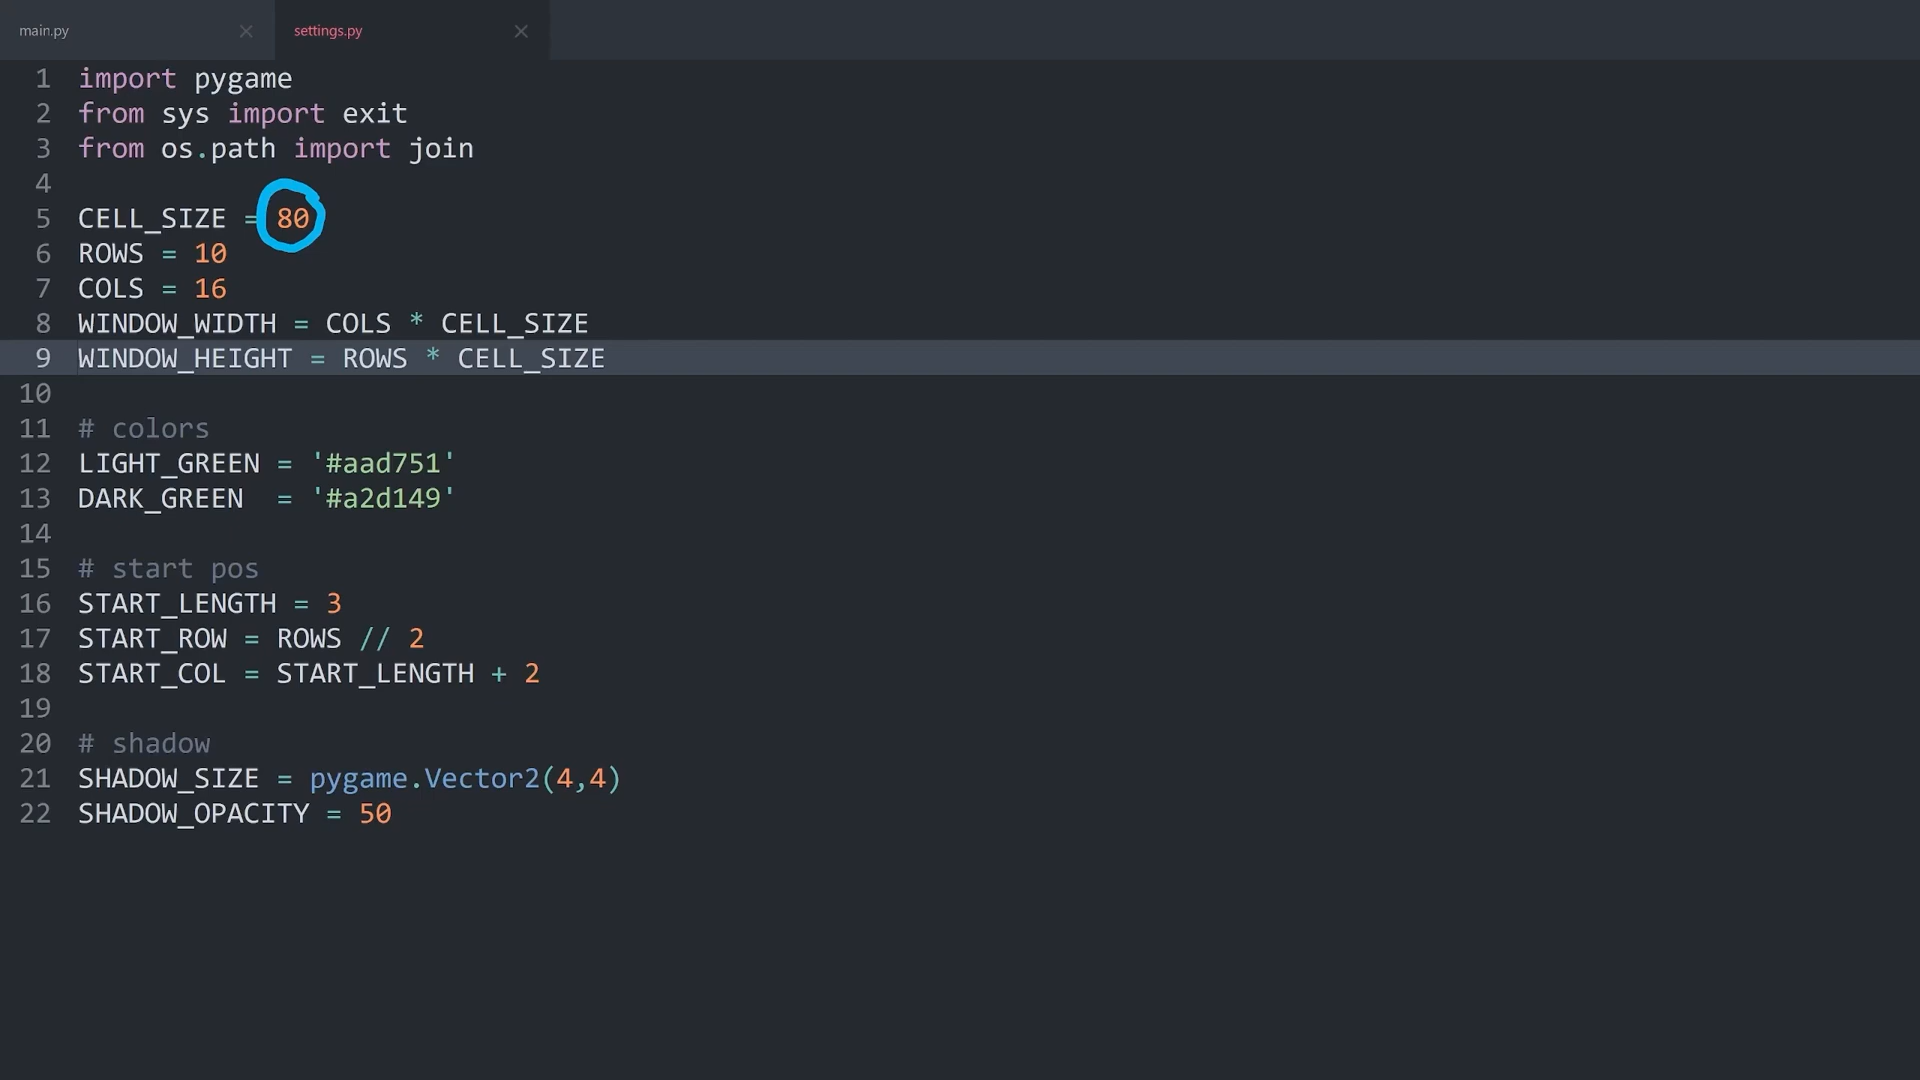 main.py
settings.py
1 import pygame
2 from sys import exit
3 from os.path import join
4
5 CELL_SIZE = 80
6 ROWS = 10
7 COLS = 16
8 WINDOW_WIDTH = COLS * CELL_SIZE
9 WINDOW_HEIGHT = ROWS * CELL_SIZE
10
11 # colors
12 LIGHT_GREEN = '#aad751'
13 DARK_GREEN  = '#a2d149'
14
15 # start pos
16 START_LENGTH = 3
17 START_ROW = ROWS // 2
18 START_COL = START_LENGTH + 2
19
20 # shadow
21 SHADOW_SIZE = pygame.Vector2(4,4)
22 SHADOW_OPACITY = 50